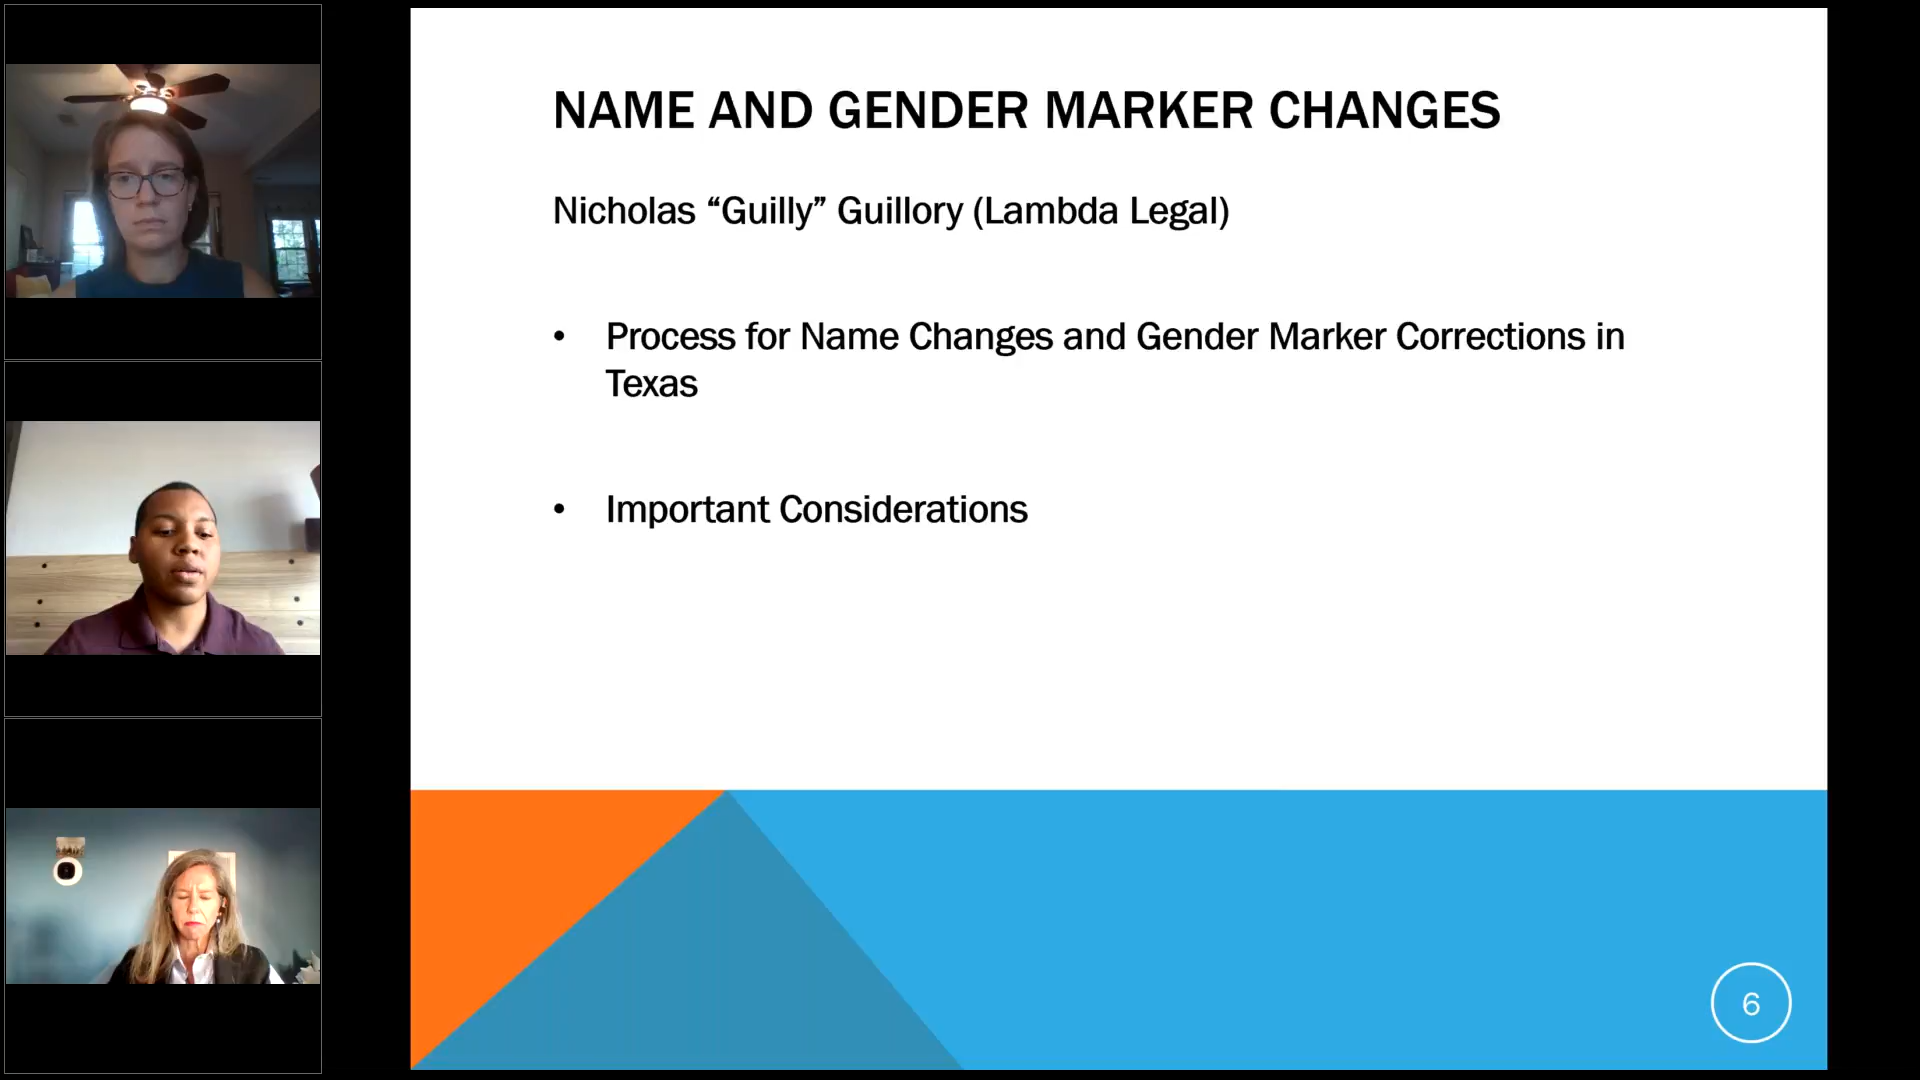 NAME AND GENDER MARKER CHANGES
Nicholas “Guilly” Guillory (Lambda Legal)
• Process for Name Changes and Gender Marker Corrections in
Texas
• Important Considerations
6